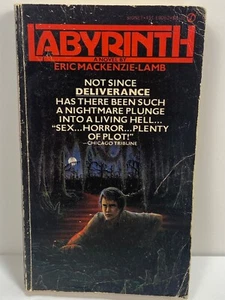 LABYRINTH
A NOVEL BY
ERIC MACKENZIE-LAMB
NOT SINCE
DELIVERANCE
HAS THERE BEEN SUCH
A NIGHTMARE PLUNGE
INTO A LIVING HELL...
"SEX...HORROR...PLENTY
OF PLOT!"
—CHICAGO TRIBUNE